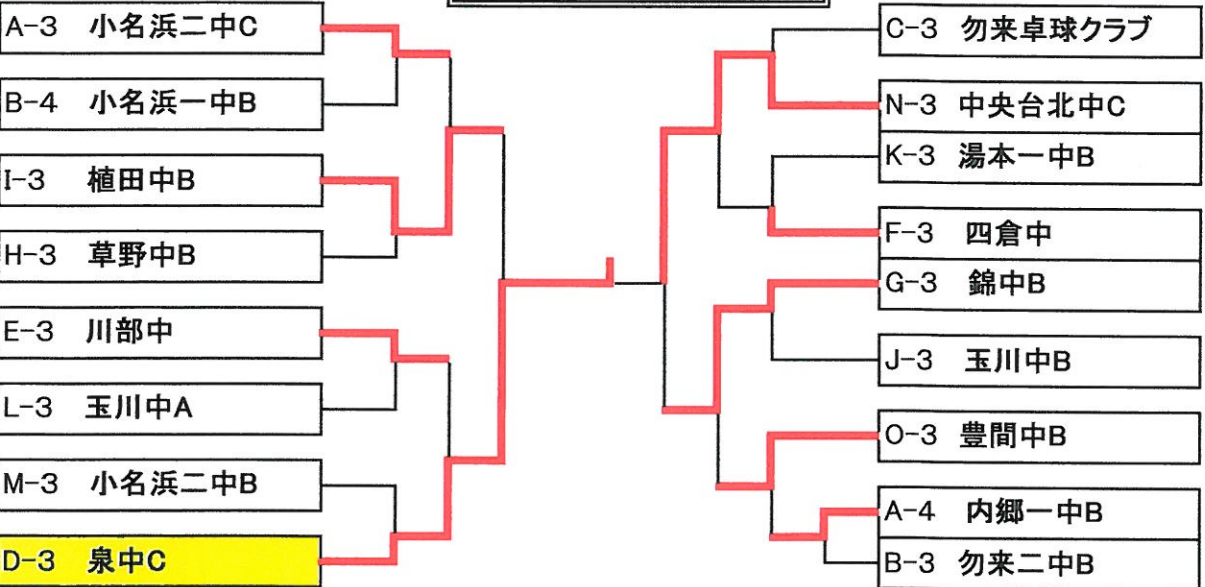 A-3 小名浜二中C
B-4 小名浜一中B
I-3 植田中B
H-3 草野中B
E-3 川部中
L-3 玉川中A
M-3 小名浜二中B
D-3 泉中C
C-3 勿来卓球クラブ
N-3 中央台北中C
K-3 湯本一中B
F-3 四倉中
G-3 錦中B
J-3 玉川中B
O-3 豊間中B
A-4 内郷一中B
B-3 勿来二中B